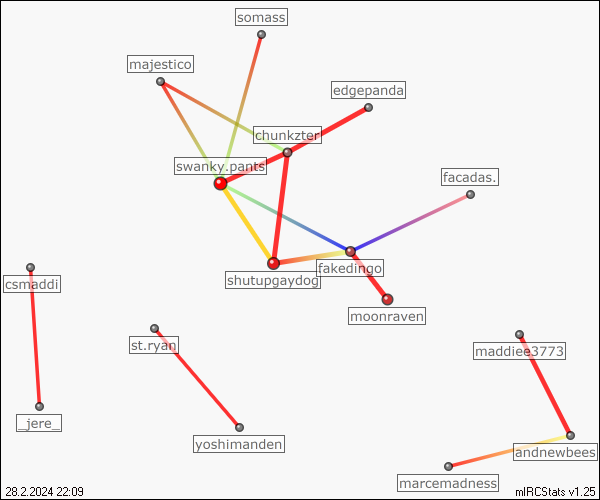 somass
majestico
edgepanda
chunkzter
swanky.pants
facadas.
fakedingo
shutupgaydog
csmaddi
moonraven
st.ryan
maddiee3773
_jere_
yoshimanden
andnewbees
marcemadness
28.2.2024 22:09
mIRCStats v1.25